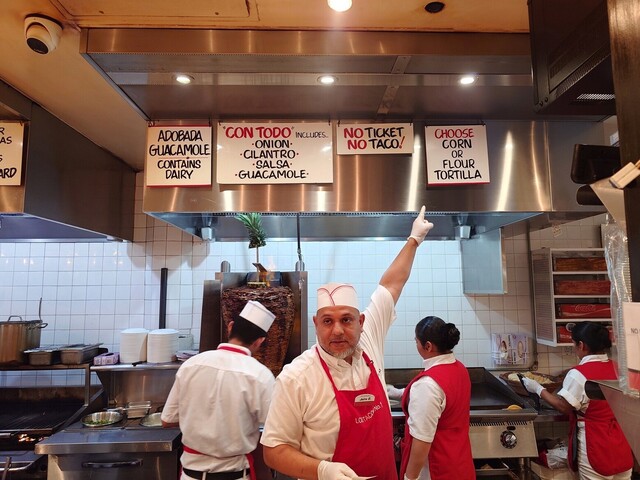 ADOBADA
GUACAMOLE
CONTAINS
DAIRY
"CON TODO" INCLUDES...
·ONION·
·CILANTRO·
·SALSA·
·GUACAMOLE·
NO TICKET
NO TACO!
CHOOSE
CORN
OR
FLOUR
TORTILLA